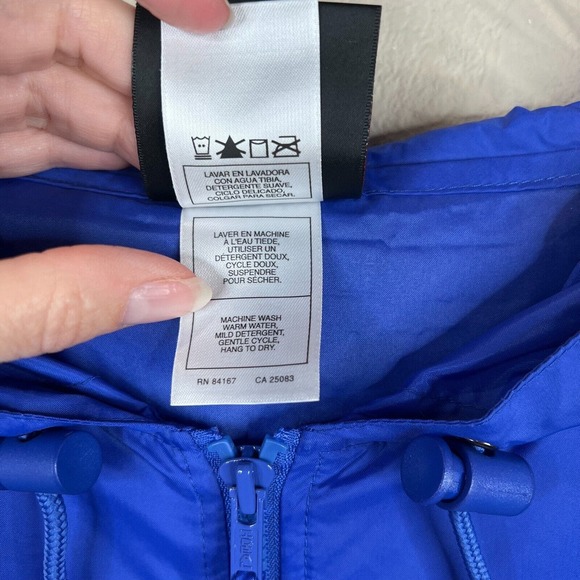 LAVAR EN LAVADORA
CON AGUA TIBIA,
DETERGENTE SUAVE,
CICLO DELICADO,
COLGAR PARA SECAR.
LAVER EN MACHINE
À L'EAU TIEDE,
UTILISER UN
DÉTERGENT DOUX,
CYCLE DOUX,
SUSPENDRE
POUR SÉCHER.
MACHINE WASH
WARM WATER,
MILD DETERGENT,
GENTLE CYCLE,
HANG TO DRY.
RN 84167 CA 25083